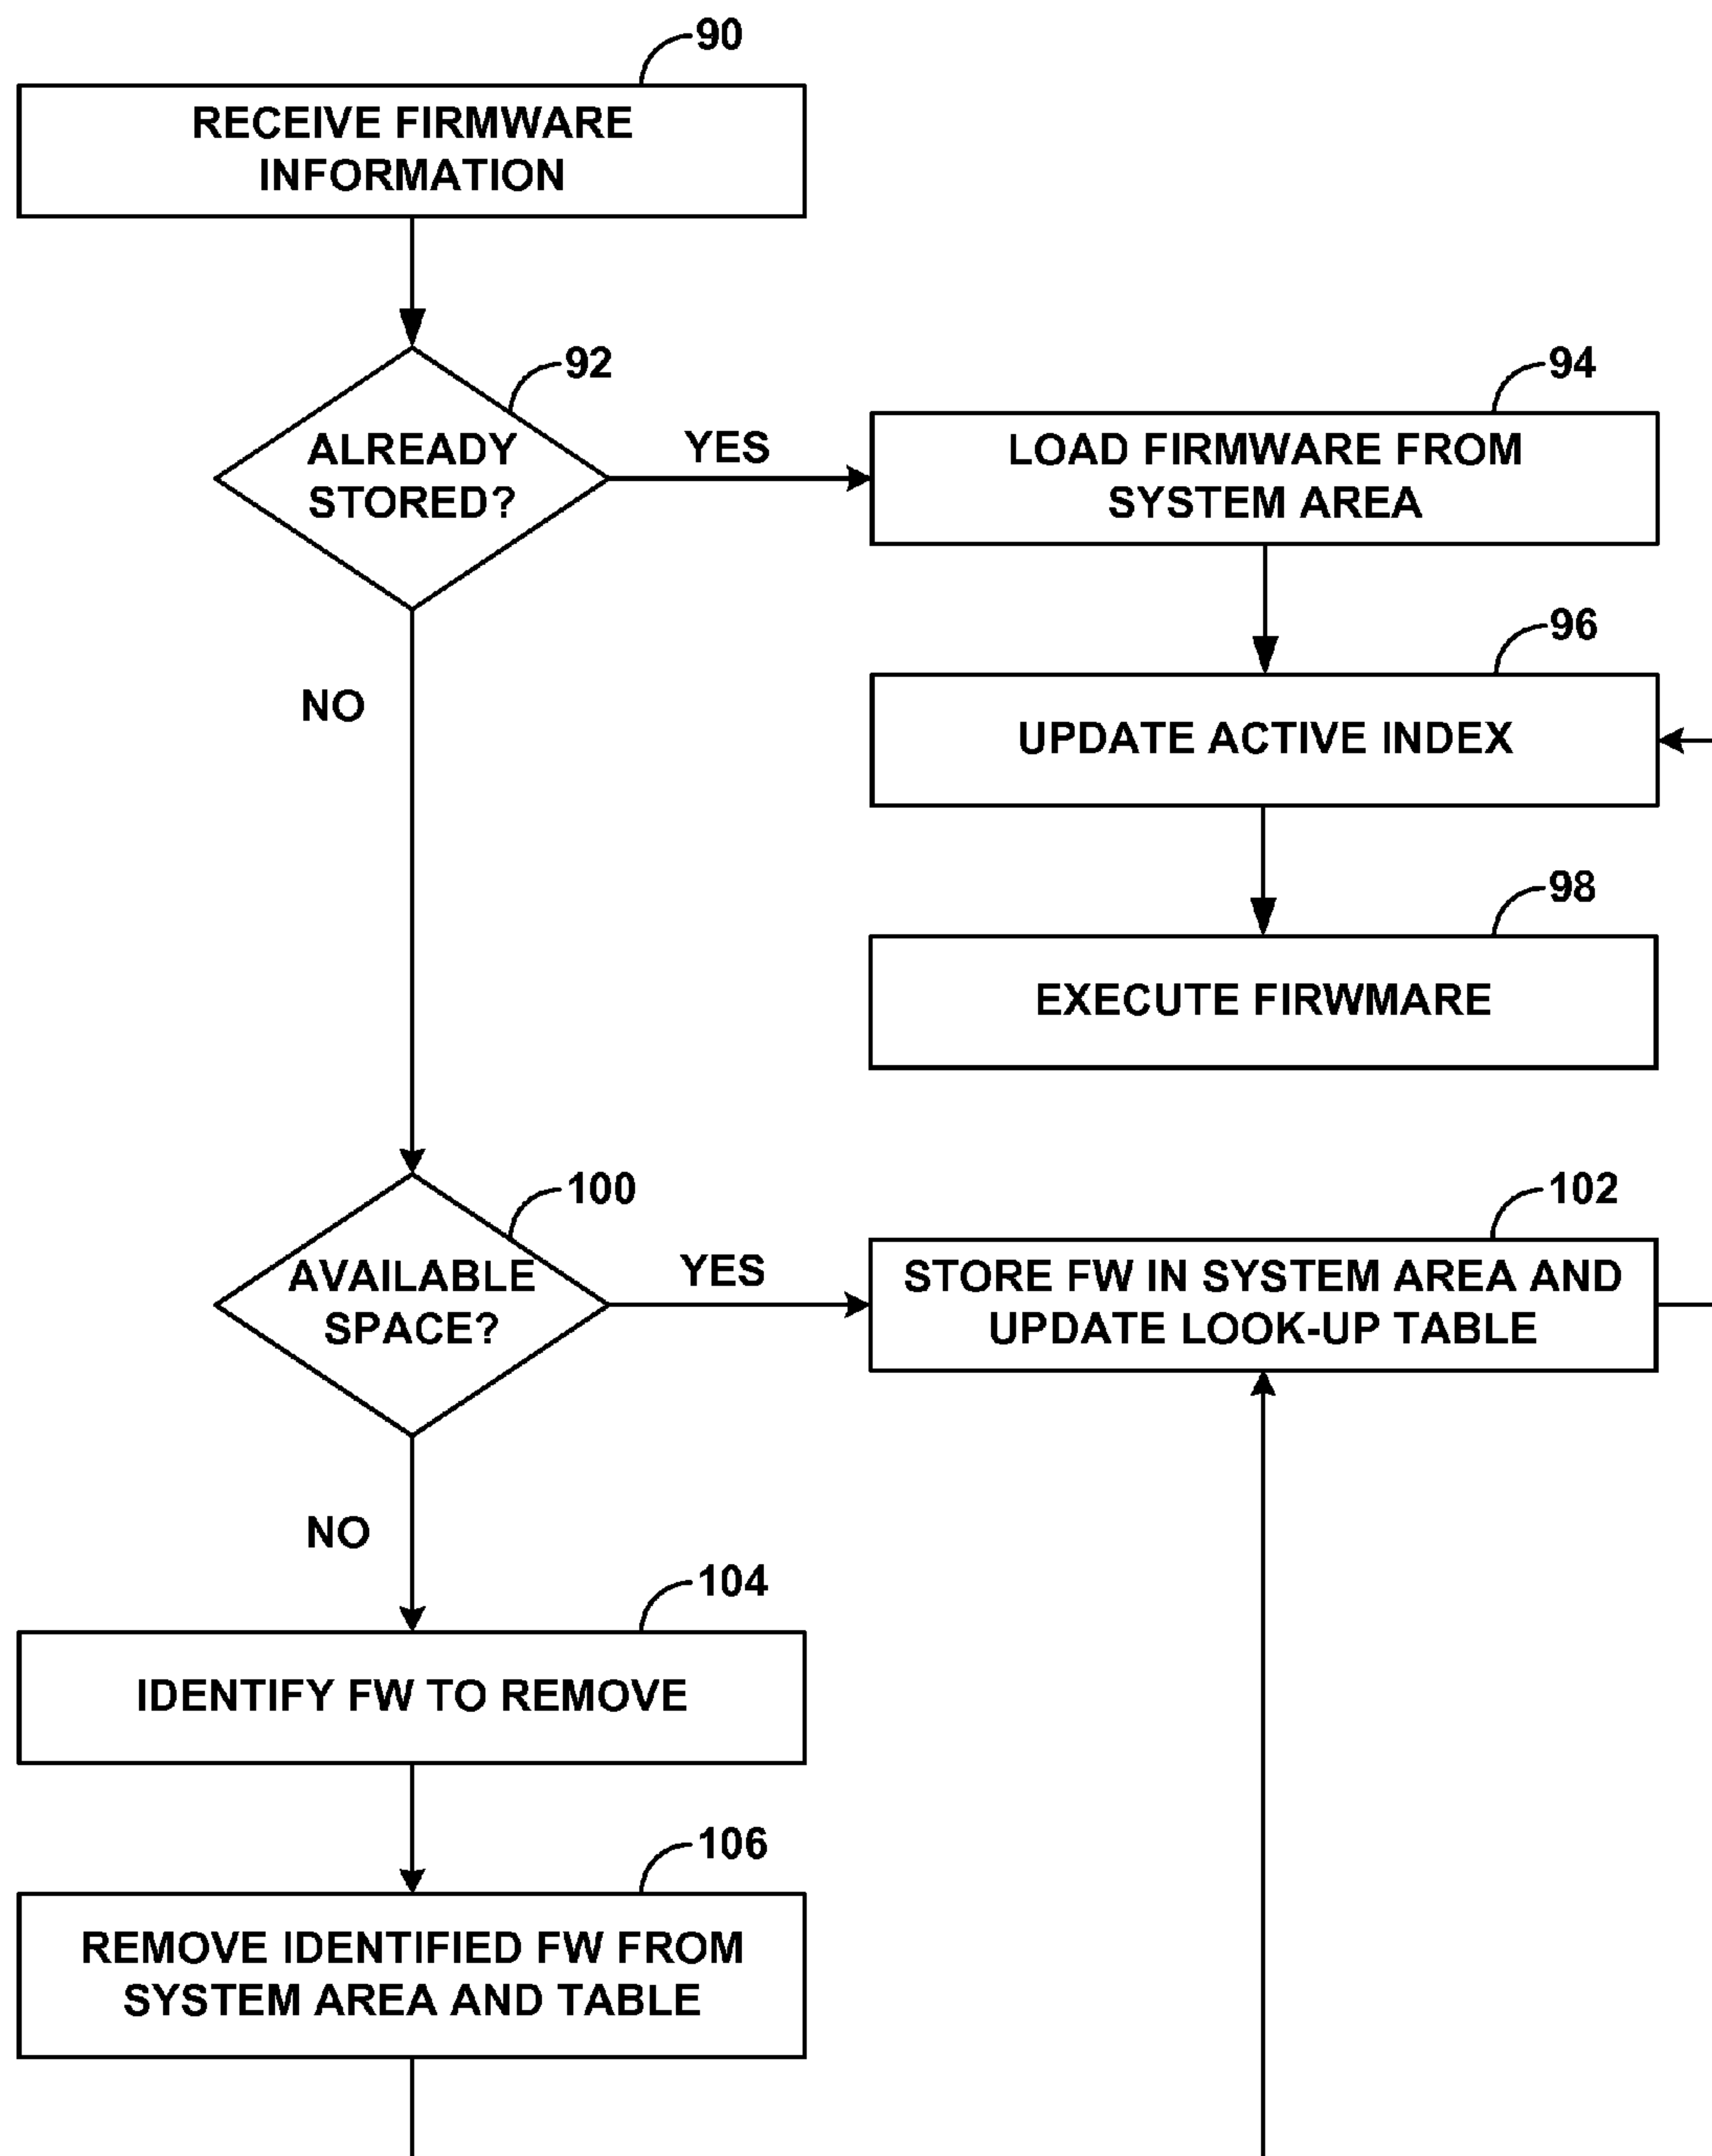 90
RECEIVE FIRMWARE
INFORMATION
92
ALREADY
STORED?
YES
94
LOAD FIRMWARE FROM
SYSTEM AREA
96
UPDATE ACTIVE INDEX
98
EXECUTE FIRWMARE
NO
100
AVAILABLE
SPACE?
YES
102
STORE FW IN SYSTEM AREA AND
UPDATE LOOK-UP TABLE
NO
104
IDENTIFY FW TO REMOVE
106
REMOVE IDENTIFIED FW FROM
SYSTEM AREA AND TABLE